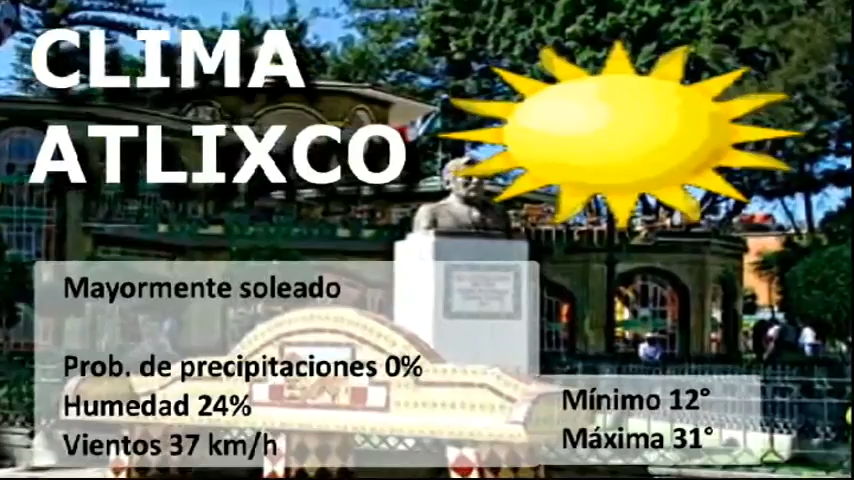 CLIMA
ATLIXCO
Mayormente soleado
Prob. de precipitaciones 0%
Humedad 24%
Vientos 37 km/h
Mínimo 12°
Máxima 31°